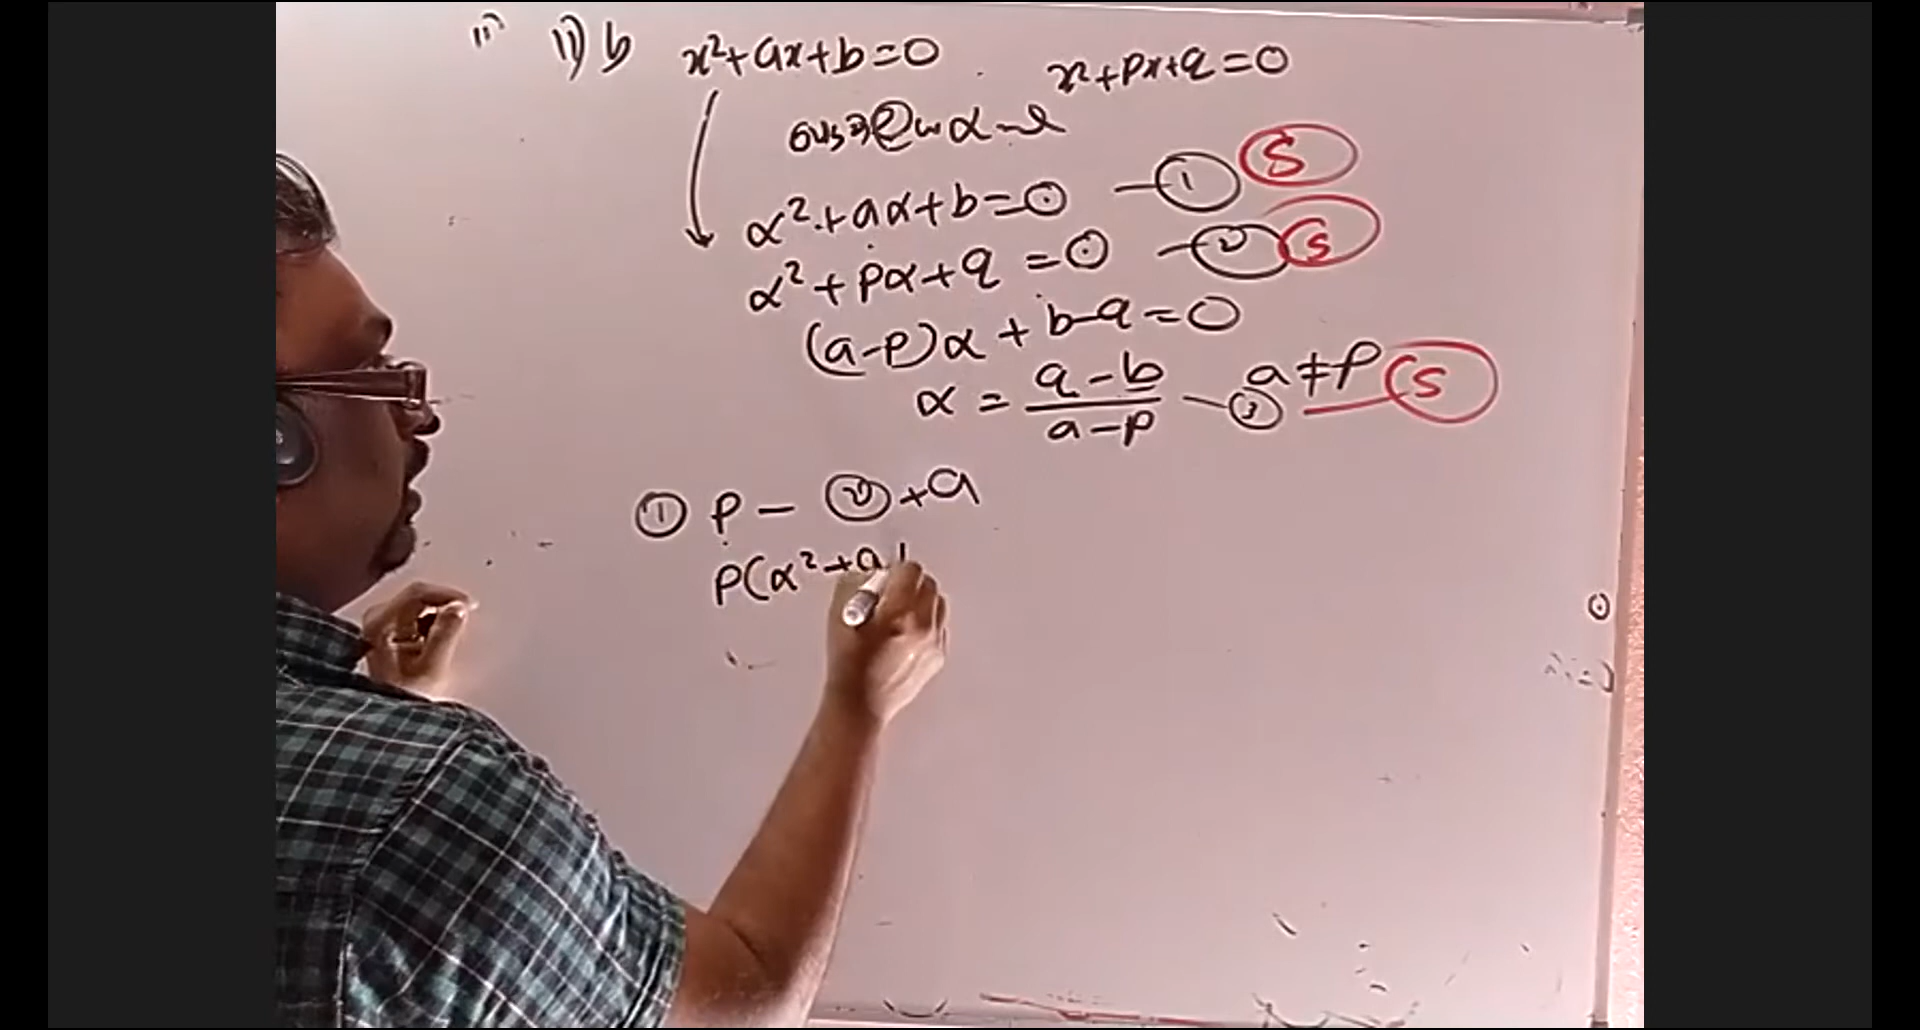 11) b x²+ax+b=0 x²+px+q=0
α
α²+aα+b=0 — ① S
α²+pα+q=0 — ② S
(a-p)α+b-q=0
α = (q-b)/(a-p) — ③ a≠p S
① p − ② + a
p(α²+a